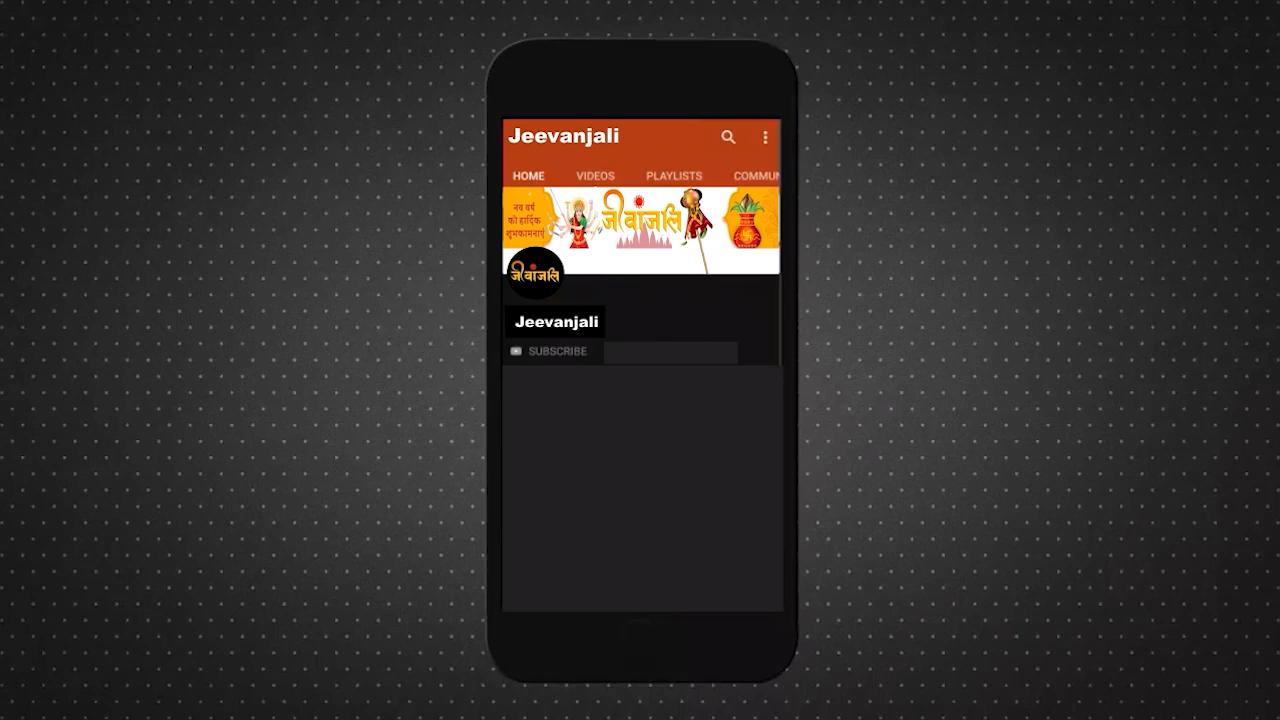 Jeevanjali
HOME VIDEOS PLAYLISTS COMMUN
नव वर्ष
की हार्दिक
शुभकामनाएं
जीवांजलि
जीवांजलि
Jeevanjali
SUBSCRIBE